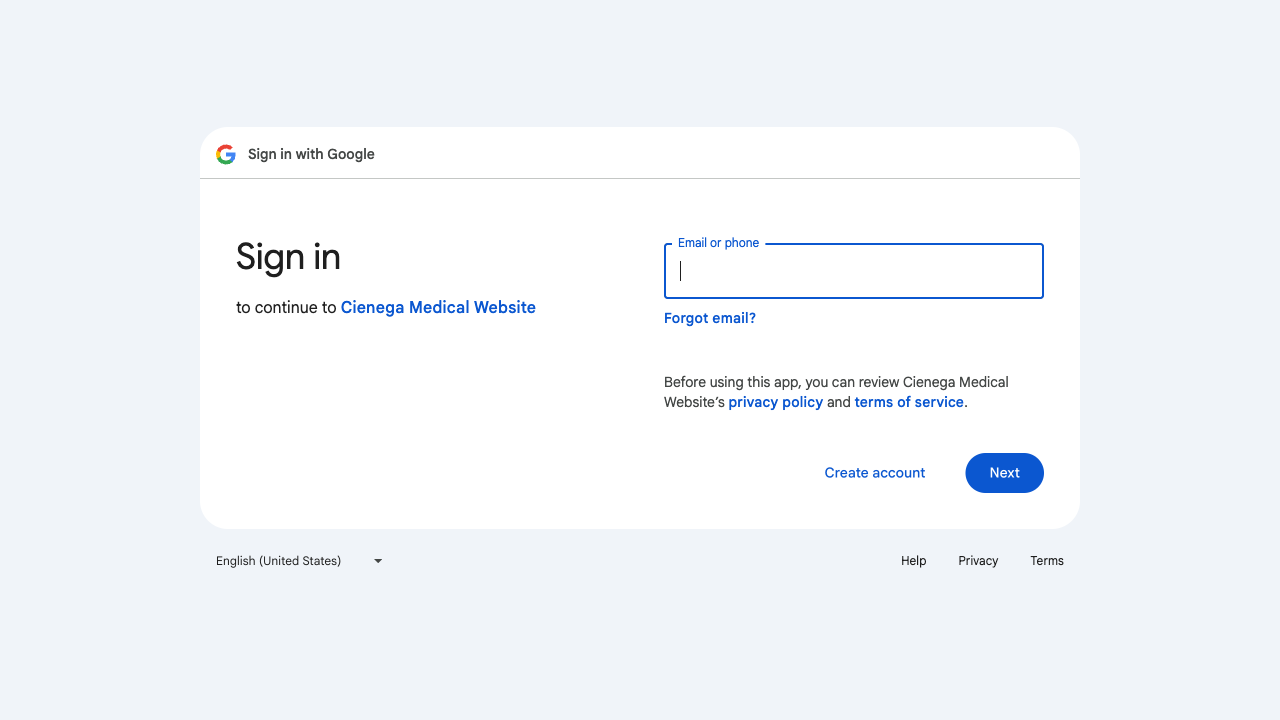 Sign in with Google
Sign in
to continue to Cienega Medical Website
Email or phone
Forgot email?
Before using this app, you can review Cienega Medical
Website’s privacy policy and terms of service.
Create account
Next
English (United States)
Help
Privacy
Terms